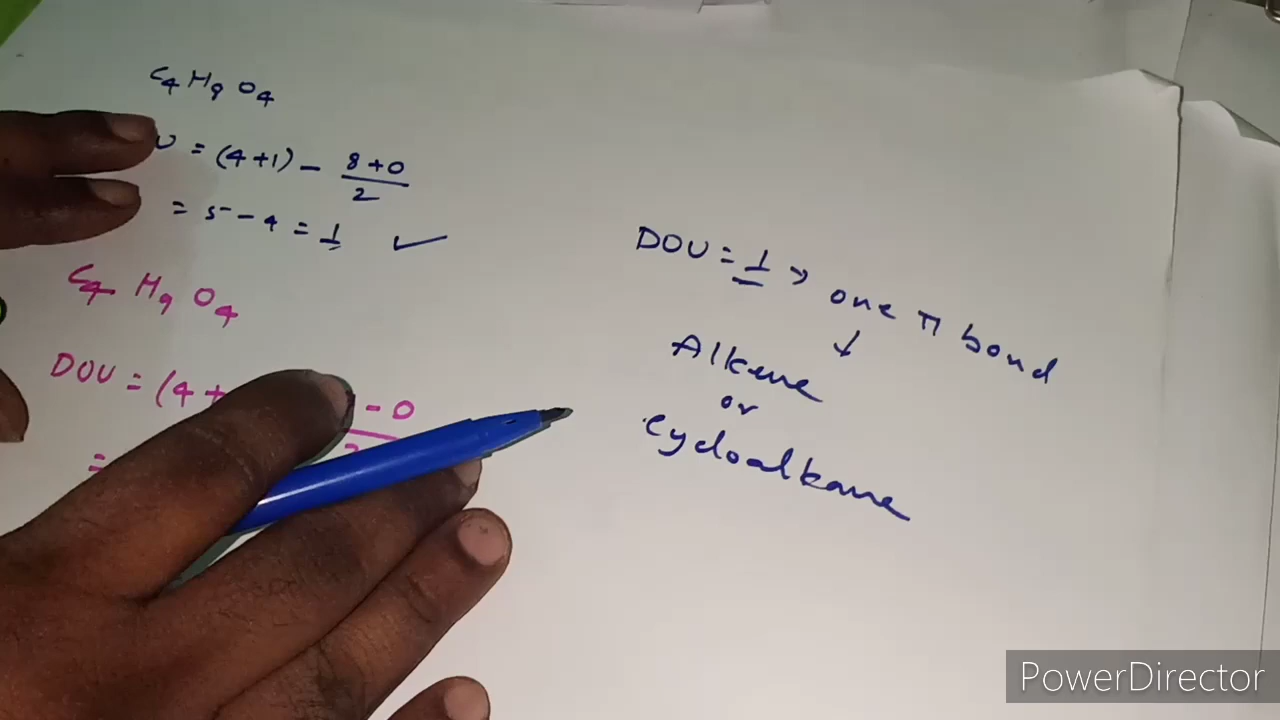 C4 H9 O4
U = (4+1) - 8+0
2
= 5 - 4 = 1 ✓
C4 H9 O4
DOU = (4 + - 0
=
DOU = 1 > one π bond
↓
Alkene
or
Cycloalkane
PowerDirector